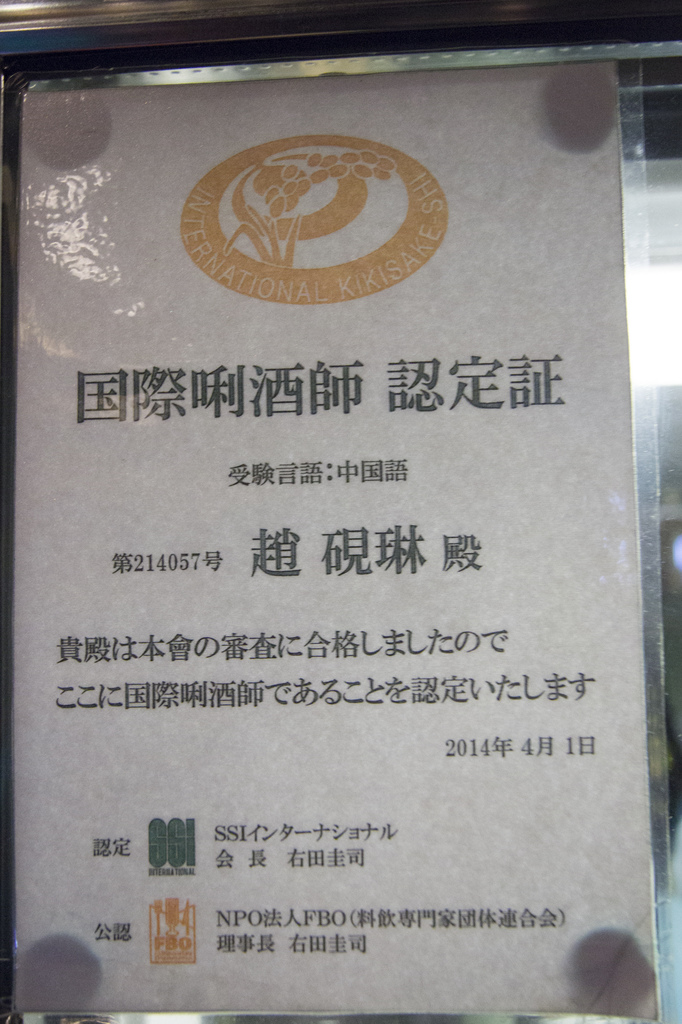 INTERNATIONAL KIKISAKE-SHI
国際唎酒師 認定証
受験言語:中国語
第214057号 趙 硯琳 殿
貴殿は本會の審査に合格しましたので
ここに国際唎酒師であることを認定いたします
2014年 4月 1日
認定 SSI INTERNATIONAL SSIインターナショナル
会 長 右田圭司
公認 FBO NPO法人FBO(料飲専門家団体連合会)
理事長 右田圭司